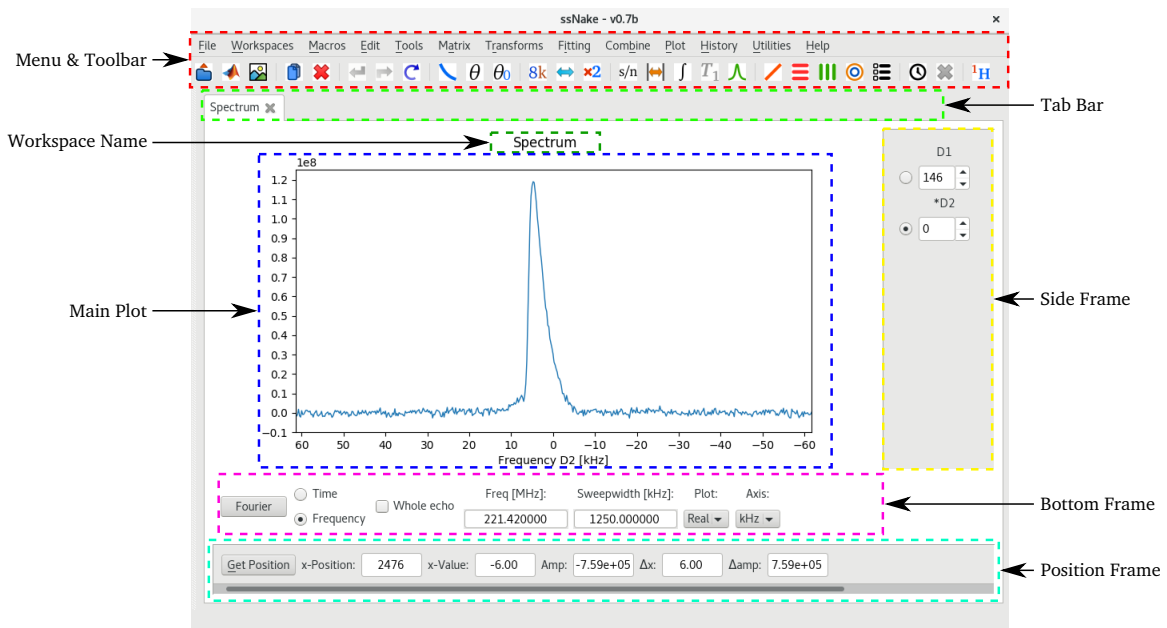 ssNake - v0.7b
×
File Workspaces Macros Edit Tools Matrix Transforms Fitting Combine Plot History Utilities Help
Menu & Toolbar
θ θ0 8k ×2 s/n ∫ T1 1H
Spectrum
Tab Bar
Workspace Name
Spectrum
1e8
1.2
1.1
1.0
0.9
0.8
0.7
0.6
0.5
0.4
0.3
0.2
0.1
0.0
−0.1
60 50 40 30 20 10 0 −10 −20 −30 −40 −50 −60
Frequency D2 [kHz]
Main Plot
D1
146
*D2
0
Side Frame
Fourier
Time
Frequency
Whole echo
Freq [MHz]: Sweepwidth [kHz]: Plot: Axis:
221.420000 1250.000000 Real kHz
Bottom Frame
Get Position x-Position: 2476 x-Value: -6.00 Amp: -7.59e+05 Δx: 6.00 Δamp: 7.59e+05
Position Frame